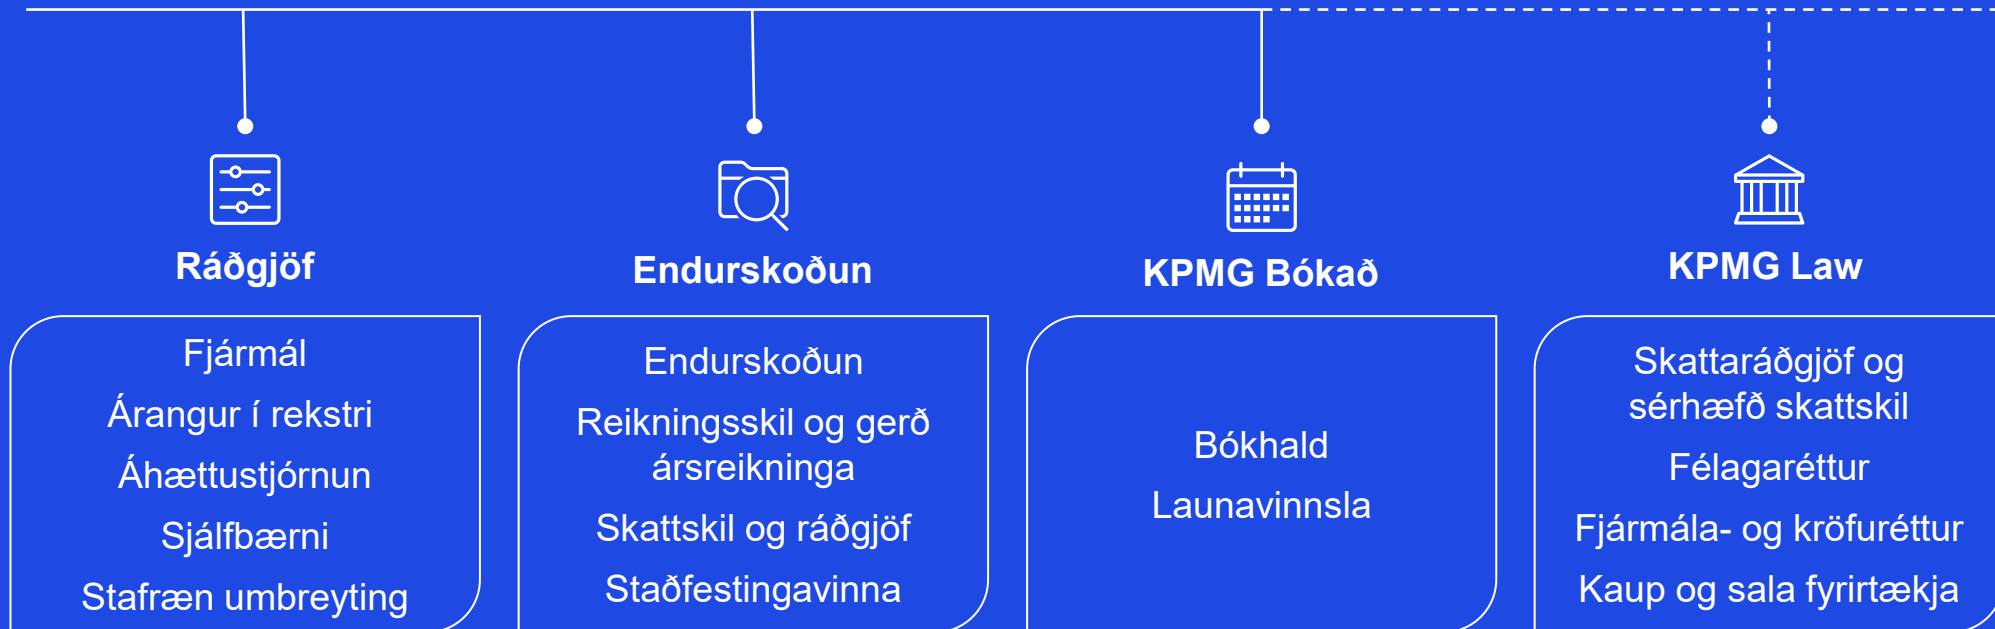 Ráðgjöf
Fjármál
Árangur í rekstri
Áhættustjórnun
Sjálfbærni
Stafræn umbreyting
Endurskoðun
Endurskoðun
Reikningsskil og gerð
ársreikninga
Skattskil og ráðgjöf
Staðfestingavinna
KPMG Bókað
Bókhald
Launavinnsla
KPMG Law
Skattaráðgjöf og
sérhæfð skattskil
Félagaréttur
Fjármála- og kröfuréttur
Kaup og sala fyrirtækja